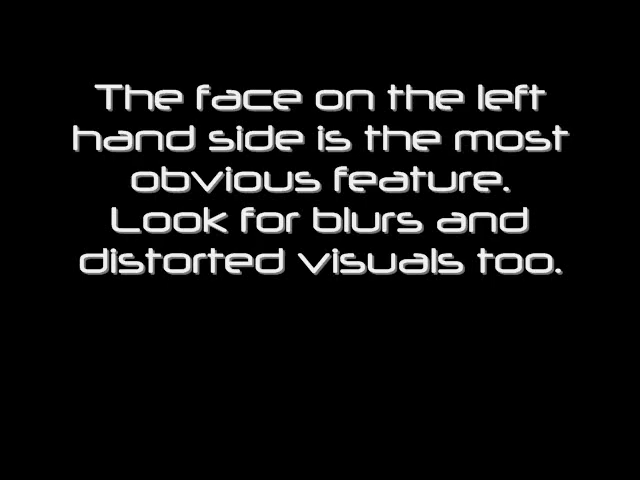 The face on the left
hand side is the most
obvious feature.
Look for blurs and
distorted visuals too.